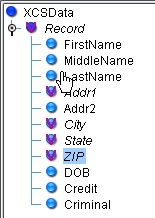 XCSData
Record
FirstName
MiddleName
LastName
Addr1
Addr2
City
State
ZIP
DOB
Credit
Criminal